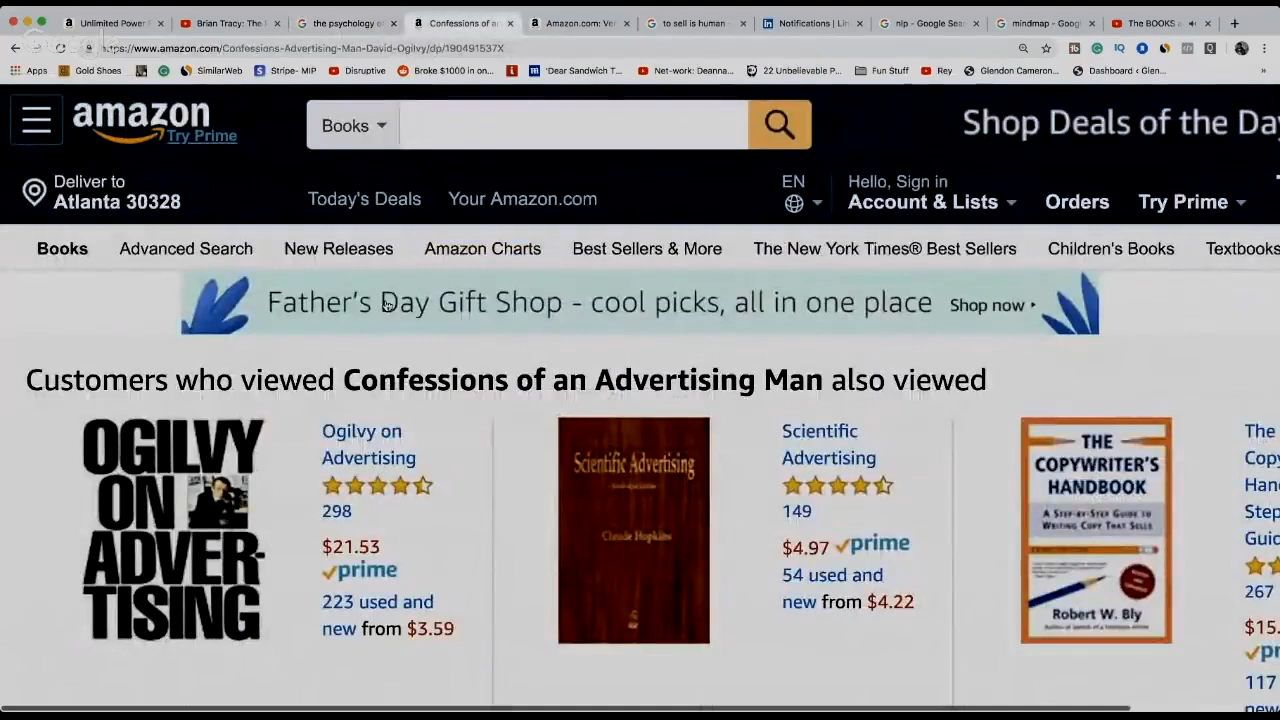 Unlimited Power
Brian Tracy: The
the psychology o
Confessions of a
Amazon.com: Ve
to sell is human
Notifications | Lin
nlp - Google Sea
mindmap - Goog
The BOOKS
https://www.amazon.com/Confessions-Advertising-Man-David-Ogilvy/dp/190491537X
Apps
Gold Shoes
SimilarWeb
Stripe- MIP
Disruptive
Broke $1000 in on...
'Dear Sandwich T...
Net-work: Deanna...
22 Unbelievable P...
Fun Stuff
Rey
Glendon Cameron...
Dashboard ‹ Glen...
amazon
Try Prime
Books
Shop Deals of the Da
Deliver to
Atlanta 30328
Today's Deals
Your Amazon.com
EN
Hello, Sign in
Account & Lists
Orders
Try Prime
Books
Advanced Search
New Releases
Amazon Charts
Best Sellers & More
The New York Times® Best Sellers
Children's Books
Textbooks
Father's Day Gift Shop - cool picks, all in one place
Shop now
Customers who viewed Confessions of an Advertising Man also viewed
OGILVY
ON
ADVER-
TISING
Ogilvy on
Advertising
298
$21.53
prime
223 used and
new from $3.59
Scientific Advertising
Claude Hopkins
Scientific
Advertising
149
$4.97 prime
54 used and
new from $4.22
THE
COPYWRITER'S
HANDBOOK
A STEP-BY-STEP GUIDE TO
WRITING COPY THAT SELLS
Robert W. Bly
The
Cop
Han
Step
Guid
267
$15.
pr
117
new